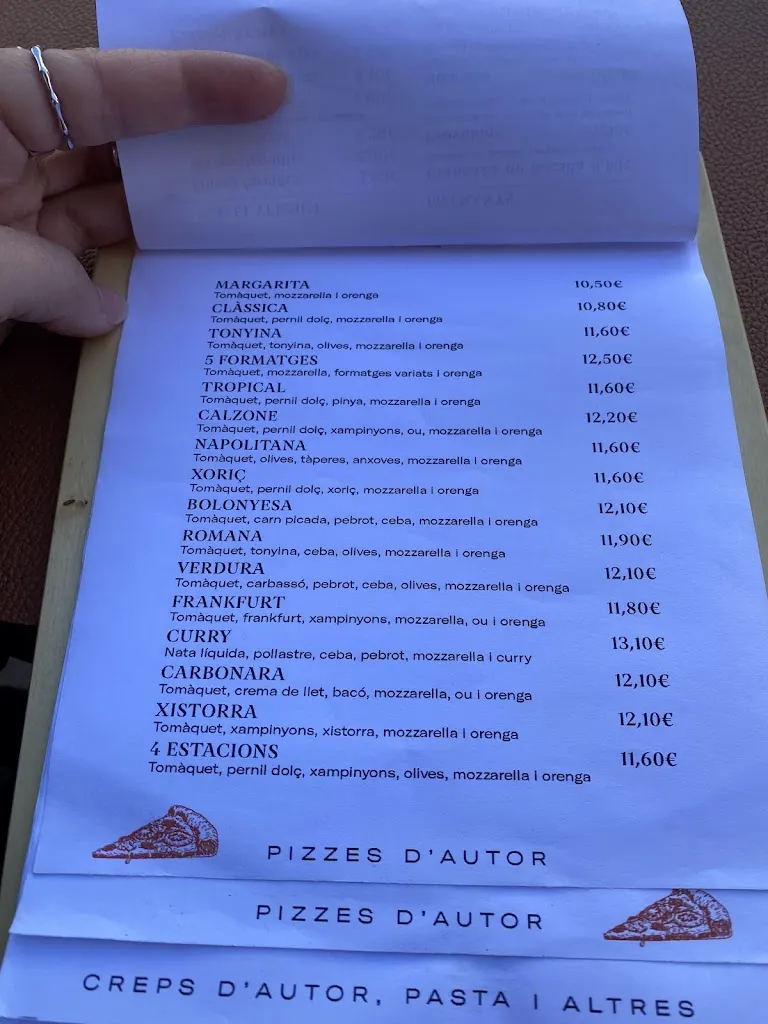 MARGARITA 10,50€
Tomàquet, mozzarella i orenga
CLÀSSICA 10,80€
Tomàquet, pernil dolç, mozzarella i orenga
TONYINA 11,60€
Tomàquet, tonyina, olives, mozzarella i orenga
5 FORMATGES 12,50€
Tomàquet, mozzarella, formatges variats i orenga
TROPICAL 11,60€
Tomàquet, pernil dolç, pinya, mozzarella i orenga
CALZONE 12,20€
Tomàquet, pernil dolç, xampinyons, ou, mozzarella i orenga
NAPOLITANA 11,60€
Tomàquet, olives, tàperes, anxoves, mozzarella i orenga
XORIÇ 11,60€
Tomàquet, pernil dolç, xoriç, mozzarella i orenga
BOLONYESA 12,10€
Tomàquet, carn picada, pebrot, ceba, mozzarella i orenga
ROMANA 11,90€
Tomàquet, tonyina, ceba, olives, mozzarella i orenga
VERDURA 12,10€
Tomàquet, carbassó, pebrot, ceba, olives, mozzarella i orenga
FRANKFURT 11,80€
Tomàquet, frankfurt, xampinyons, mozzarella, ou i orenga
CURRY 13,10€
Nata líquida, pollastre, ceba, pebrot, mozzarella i curry
CARBONARA 12,10€
Tomàquet, crema de llet, bacó, mozzarella, ou i orenga
XISTORRA 12,10€
Tomàquet, xampinyons, xistorra, mozzarella i orenga
4 ESTACIONS 11,60€
Tomàquet, pernil dolç, xampinyons, olives, mozzarella i orenga
PIZZES D'AUTOR
PIZZES D'AUTOR
CREPS D'AUTOR, PASTA I ALTRES